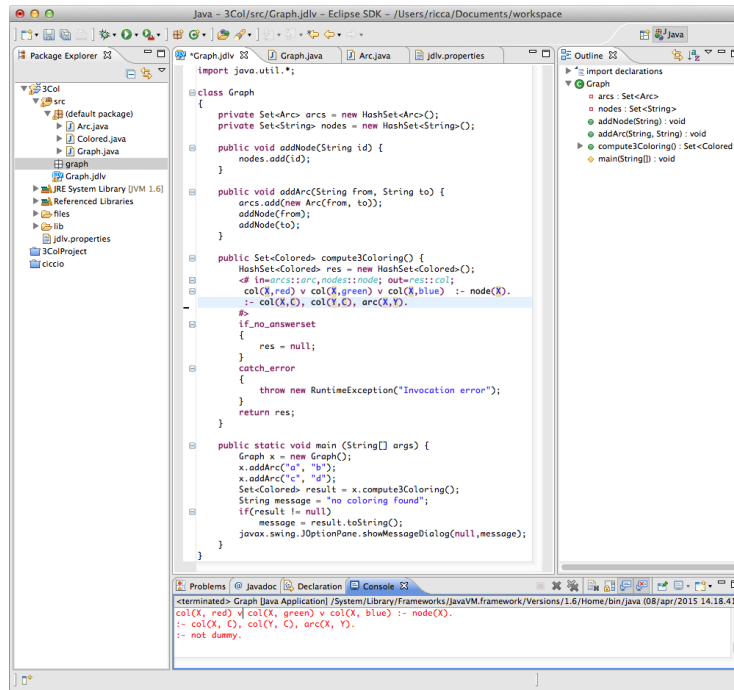 Java – 3Col/src/Graph.jdlv – Eclipse SDK – /Users/ricca/Documents/workspace
Java
Package Explorer
3Col
src
(default package)
Arc.java
Colored.java
Graph.java
graph
Graph.jdlv
JRE System Library [JVM 1.6]
Referenced Libraries
files
lib
jdlv.properties
3ColProject
ciccio
*Graph.jdlv Graph.java Arc.java jdlv.properties
import java.util.*;
class Graph
{
private Set<Arc> arcs = new HashSet<Arc>();
private Set<String> nodes = new HashSet<String>();
public void addNode(String id) {
nodes.add(id);
}
public void addArc(String from, String to) {
arcs.add(new Arc(from, to));
addNode(from);
addNode(to);
}
public Set<Colored> compute3Coloring() {
HashSet<Colored> res = new HashSet<Colored>();
<# in=arcs::arc,nodes::node; out=res::col;
col(X,red) v col(X,green) v col(X,blue) :- node(X).
:- col(X,C), col(Y,C), arc(X,Y).
#>
if_no_answerset
{
res = null;
}
catch_error
{
throw new RuntimeException("Invocation error");
}
return res;
}
public static void main (String[] args) {
Graph x = new Graph();
x.addArc("a", "b");
x.addArc("c", "d");
Set<Colored> result = x.compute3Coloring();
String message = "no coloring found";
if(result != null)
message = result.toString();
javax.swing.JOptionPane.showMessageDialog(null,message);
}
}
Outline
import declarations
Graph
arcs : Set<Arc>
nodes : Set<String>
addNode(String) : void
addArc(String, String) : void
compute3Coloring() : Set<Colored
main(String[]) : void
Problems @ Javadoc Declaration Console
<terminated> Graph [Java Application] /System/Library/Frameworks/JavaVM.framework/Versions/1.6/Home/bin/java (08/apr/2015 14.18.41
col(X, red) v col(X, green) v col(X, blue) :- node(X).
:- col(X, C), col(Y, C), arc(X, Y).
:- not dummy.